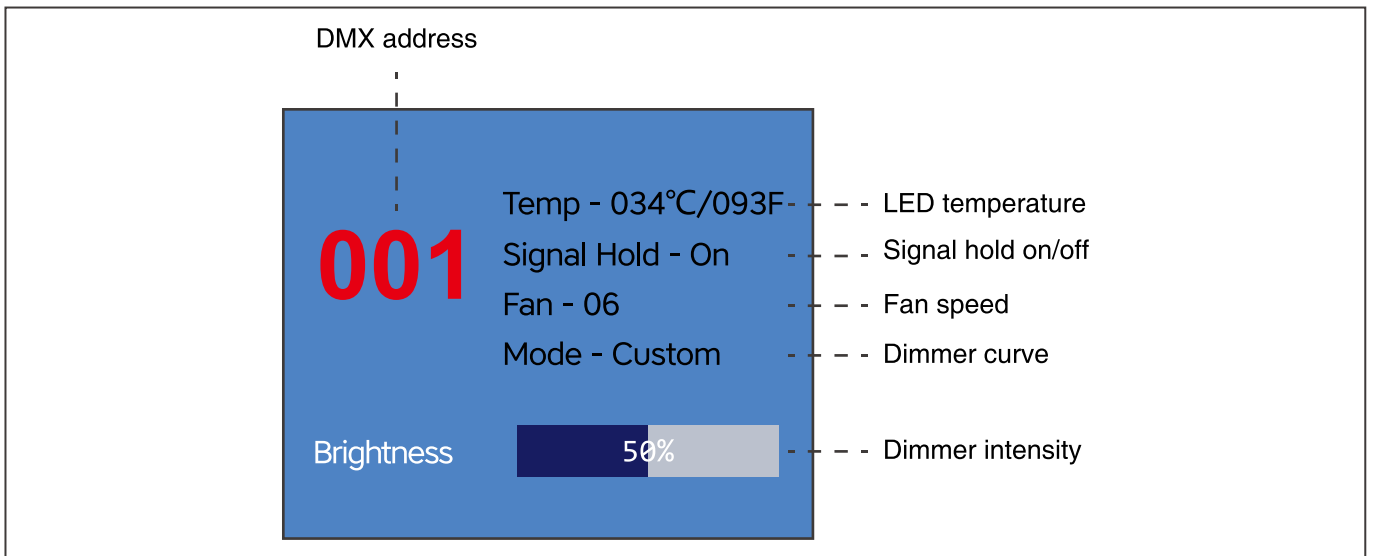 DMX address
Temp - 034℃/093F
LED temperature
001
Signal Hold - On
Signal hold on/off
Fan - 06
Fan speed
Mode - Custom
Dimmer curve
Brightness
50%
Dimmer intensity